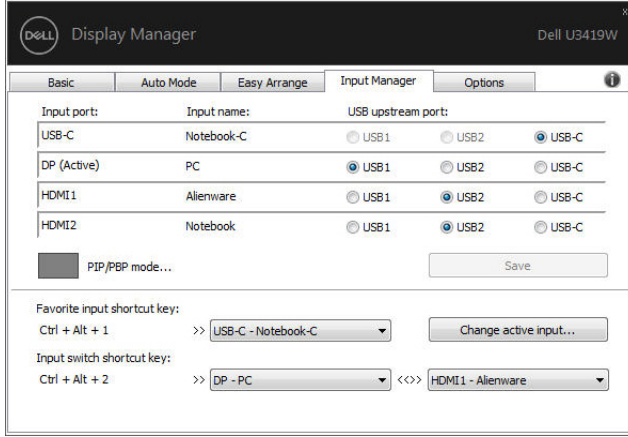 x
DELL Display Manager Dell U3419W
Basic Auto Mode Easy Arrange Input Manager Options i
Input port: Input name: USB upstream port:
USB-C Notebook-C USB1 USB2 USB-C
DP (Active) PC USB1 USB2 USB-C
HDMI1 Alienware USB1 USB2 USB-C
HDMI2 Notebook USB1 USB2 USB-C
PIP/PBP mode... Save
Favorite input shortcut key:
Ctrl + Alt + 1 >> USB-C - Notebook-C Change active input...
Input switch shortcut key:
Ctrl + Alt + 2 >> DP - PC <<>> HDMI1 - Alienware